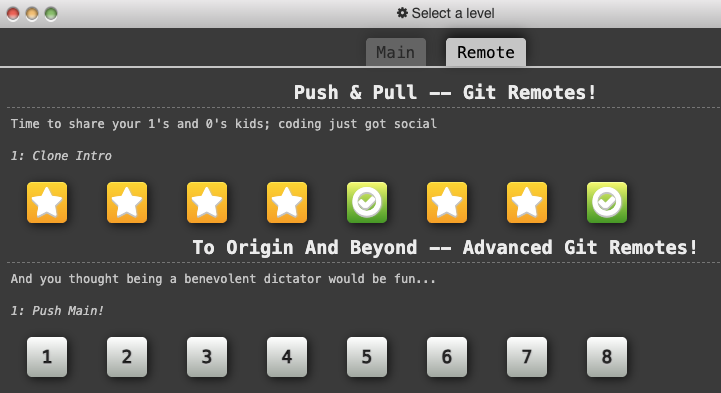 Select a level
Main Remote
Push & Pull -- Git Remotes!
Time to share your 1's and 0's kids; coding just got social
1: Clone Intro
To Origin And Beyond -- Advanced Git Remotes!
And you thought being a benevolent dictator would be fun...
1: Push Main!
1 2 3 4 5 6 7 8